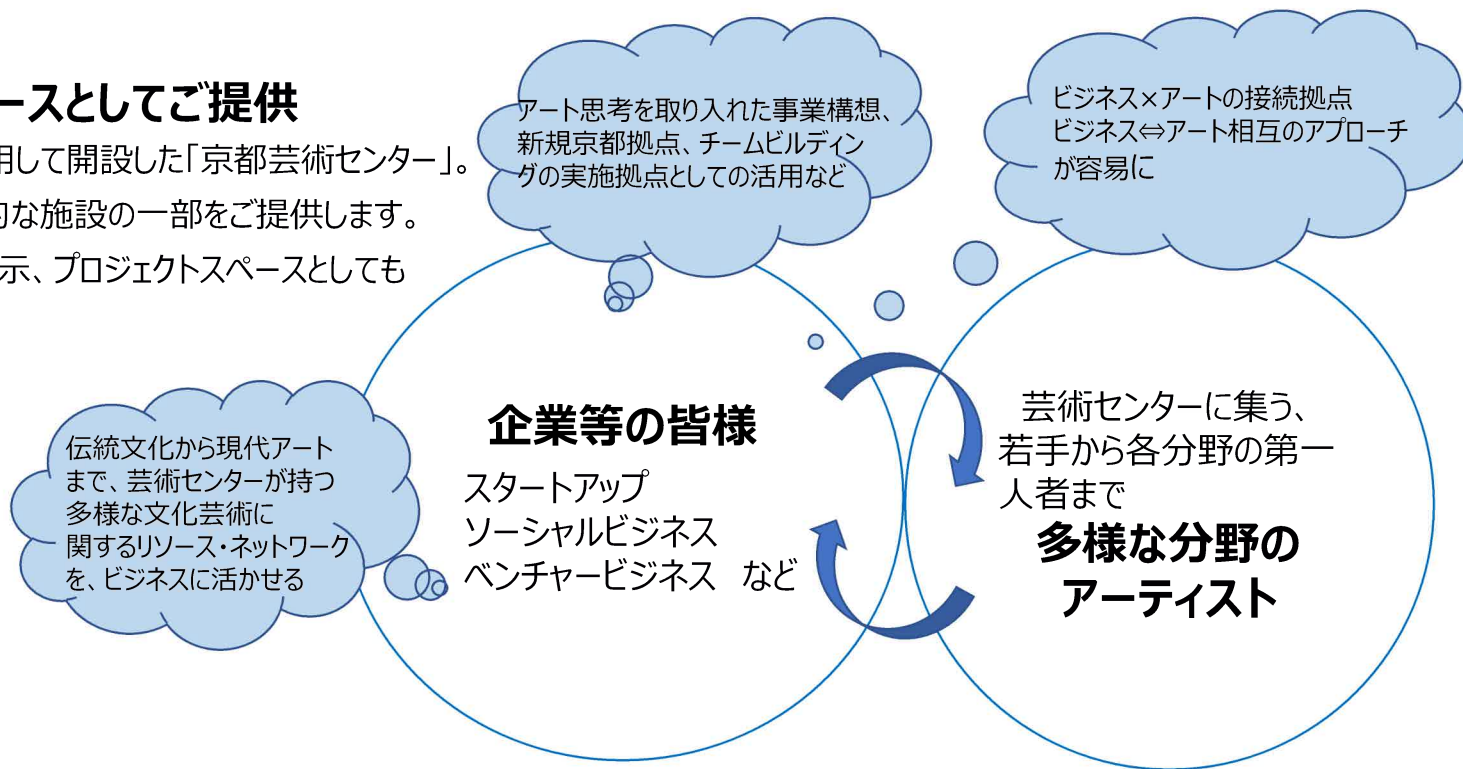 ースとしてご提供
用して開設した「京都芸術センター」。
的な施設の一部をご提供します。
示、プロジェクトスペースとしても
アート思考を取り入れた事業構想、
新規京都拠点、チームビルディン
グの実施拠点としての活用など
ビジネス×アートの接続拠点
ビジネス⇔アート相互のアプローチ
が容易に
伝統文化から現代アート
まで、芸術センターが持つ
多様な文化芸術に
関するリソース・ネットワーク
を、ビジネスに活かせる
企業等の皆様
スタートアップ
ソーシャルビジネス
ベンチャービジネス　など
芸術センターに集う、
若手から各分野の第一
人者まで
多様な分野の
アーティスト